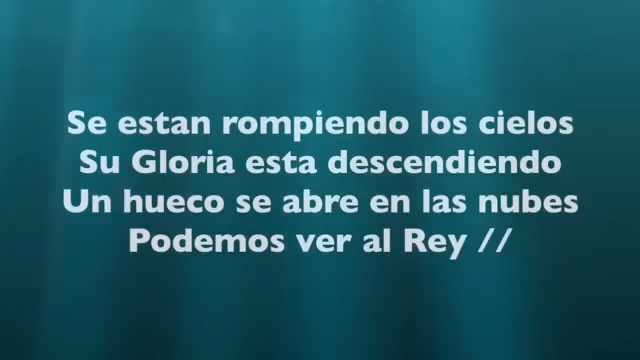 Se estan rompiendo los cielos
Su Gloria esta descendiendo
Un hueco se abre en las nubes
Podemos ver al Rey //